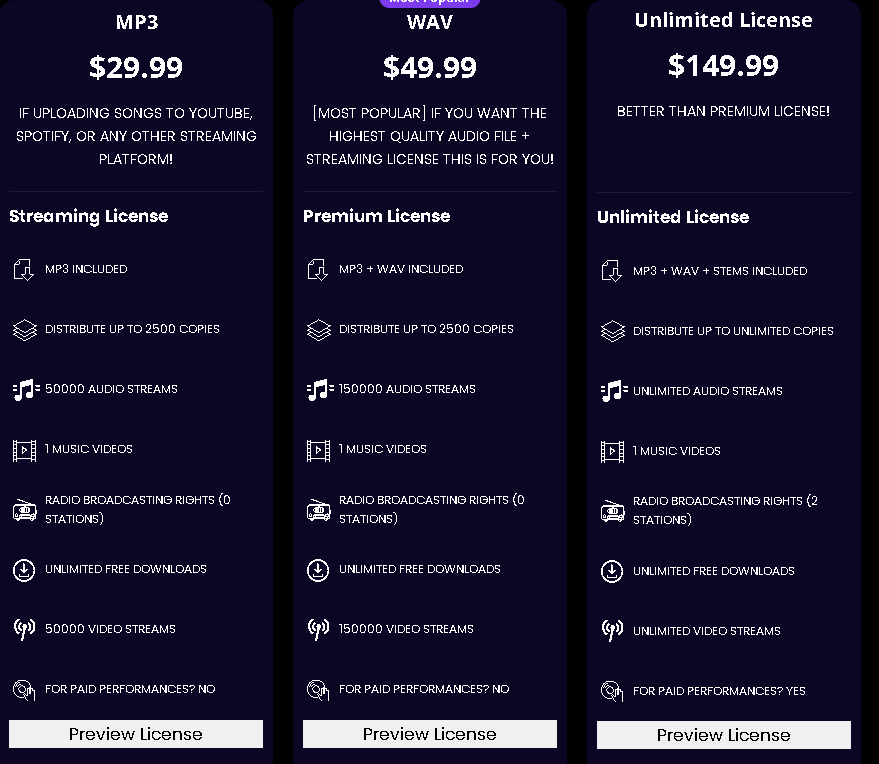 Most Popular
MP3
$29.99
IF UPLOADING SONGS TO YOUTUBE,
SPOTIFY, OR ANY OTHER STREAMING
PLATFORM!
Streaming License
MP3 INCLUDED
DISTRIBUTE UP TO 2500 COPIES
50000 AUDIO STREAMS
1 MUSIC VIDEOS
RADIO BROADCASTING RIGHTS (0
STATIONS)
UNLIMITED FREE DOWNLOADS
50000 VIDEO STREAMS
FOR PAID PERFORMANCES? NO
Preview License
WAV
$49.99
[MOST POPULAR] IF YOU WANT THE
HIGHEST QUALITY AUDIO FILE +
STREAMING LICENSE THIS IS FOR YOU!
Premium License
MP3 + WAV INCLUDED
DISTRIBUTE UP TO 2500 COPIES
150000 AUDIO STREAMS
1 MUSIC VIDEOS
RADIO BROADCASTING RIGHTS (0
STATIONS)
UNLIMITED FREE DOWNLOADS
150000 VIDEO STREAMS
FOR PAID PERFORMANCES? NO
Preview License
Unlimited License
$149.99
BETTER THAN PREMIUM LICENSE!
Unlimited License
MP3 + WAV + STEMS INCLUDED
DISTRIBUTE UP TO UNLIMITED COPIES
UNLIMITED AUDIO STREAMS
1 MUSIC VIDEOS
RADIO BROADCASTING RIGHTS (2
STATIONS)
UNLIMITED FREE DOWNLOADS
UNLIMITED VIDEO STREAMS
FOR PAID PERFORMANCES? YES
Preview License